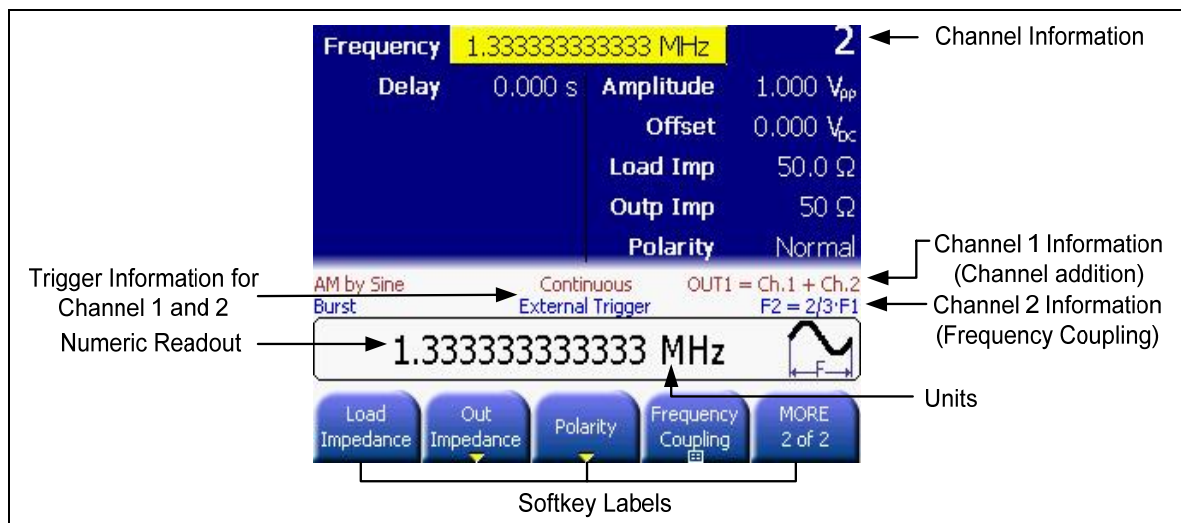 Frequency 1.333333333333 MHz 2
Channel Information
Delay 0.000 s Amplitude 1.000 Vpp
Offset 0.000 VDC
Load Imp 50.0 Ω
Outp Imp 50 Ω
Polarity Normal
Channel 1 Information
(Channel addition)
Trigger Information for
Channel 1 and 2
AM by Sine Continuous OUT1 = Ch.1 + Ch.2
Burst External Trigger F2 = 2/3·F1
Channel 2 Information
(Frequency Coupling)
Numeric Readout
1.333333333333 MHz
F
Units
Load
Impedance
Out
Impedance
Polarity
Frequency
Coupling
MORE
2 of 2
Softkey Labels